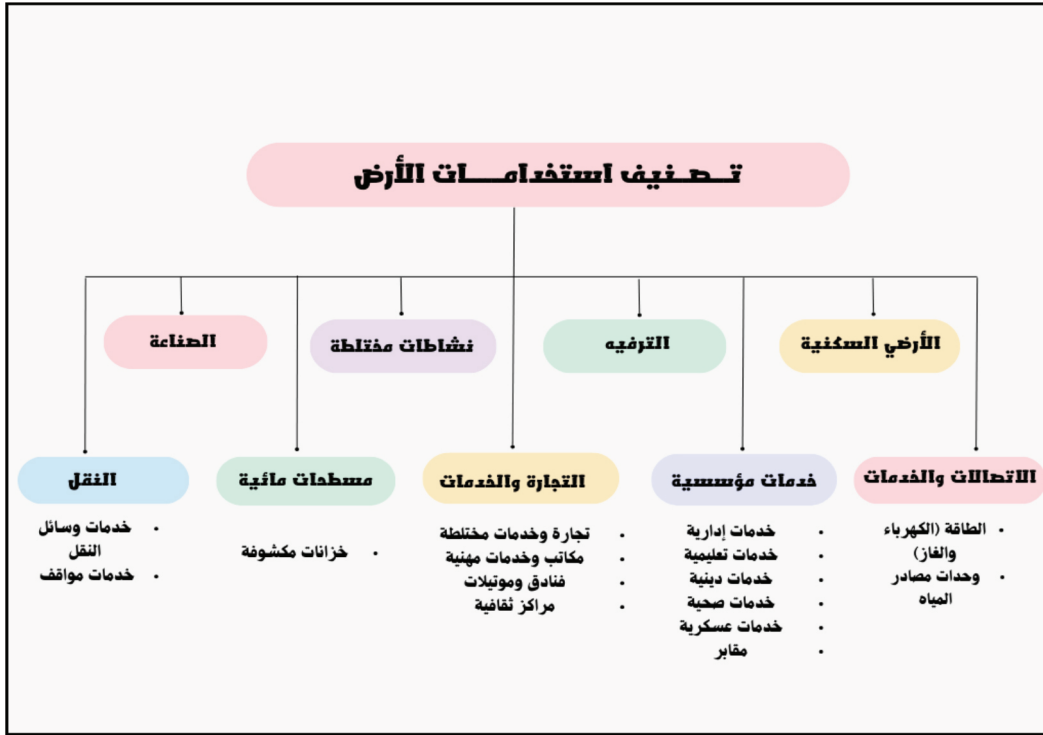 تــصــنيف استخدامــــات الأرض
الأرضي السكنية
الترفيه
نشاطات مختلطة
الصناعة
الاتصالات والخدمات
• الطاقة (الكهرباء
والغاز)
• وحدات مصادر
المياه
خدمات مؤسسية
• خدمات إدارية
• خدمات تعليمية
• خدمات دينية
• خدمات صحية
• خدمات عسكرية
• مقابر
التجارة والخدمات
• تجارة وخدمات مختلطة
• مكاتب وخدمات مهنية
• فنادق وموتيلات
• مراكز ثقافية
مسطحات مائية
• خزانات مكشوفة
النقل
• خدمات وسائل
النقل
• خدمات مواقف